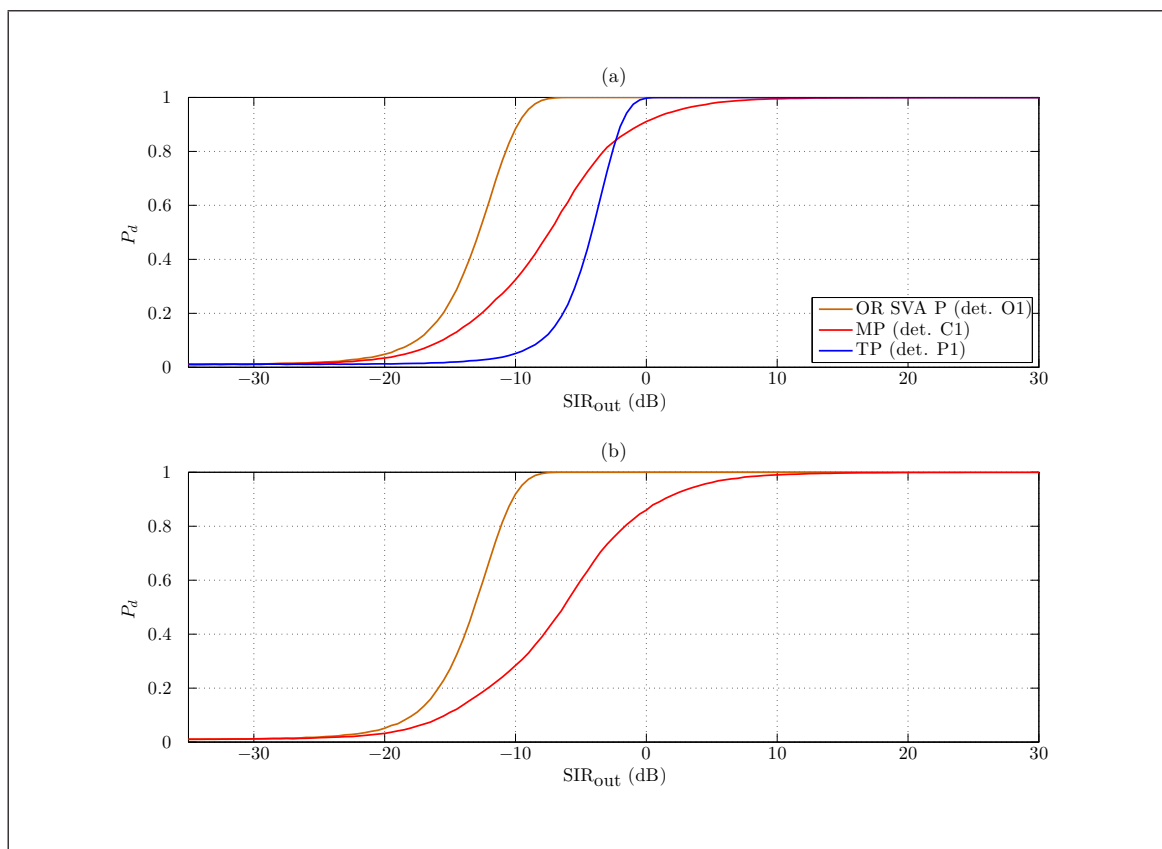 (a)
1
0.8
0.6
0.4
0.2
0
P_d
−30 −20 −10 0 10 20 30
SIR_out (dB)
OR SVA P (det. O1)
MP (det. C1)
TP (det. P1)
(b)
1
0.8
0.6
0.4
0.2
0
P_d
−30 −20 −10 0 10 20 30
SIR_out (dB)